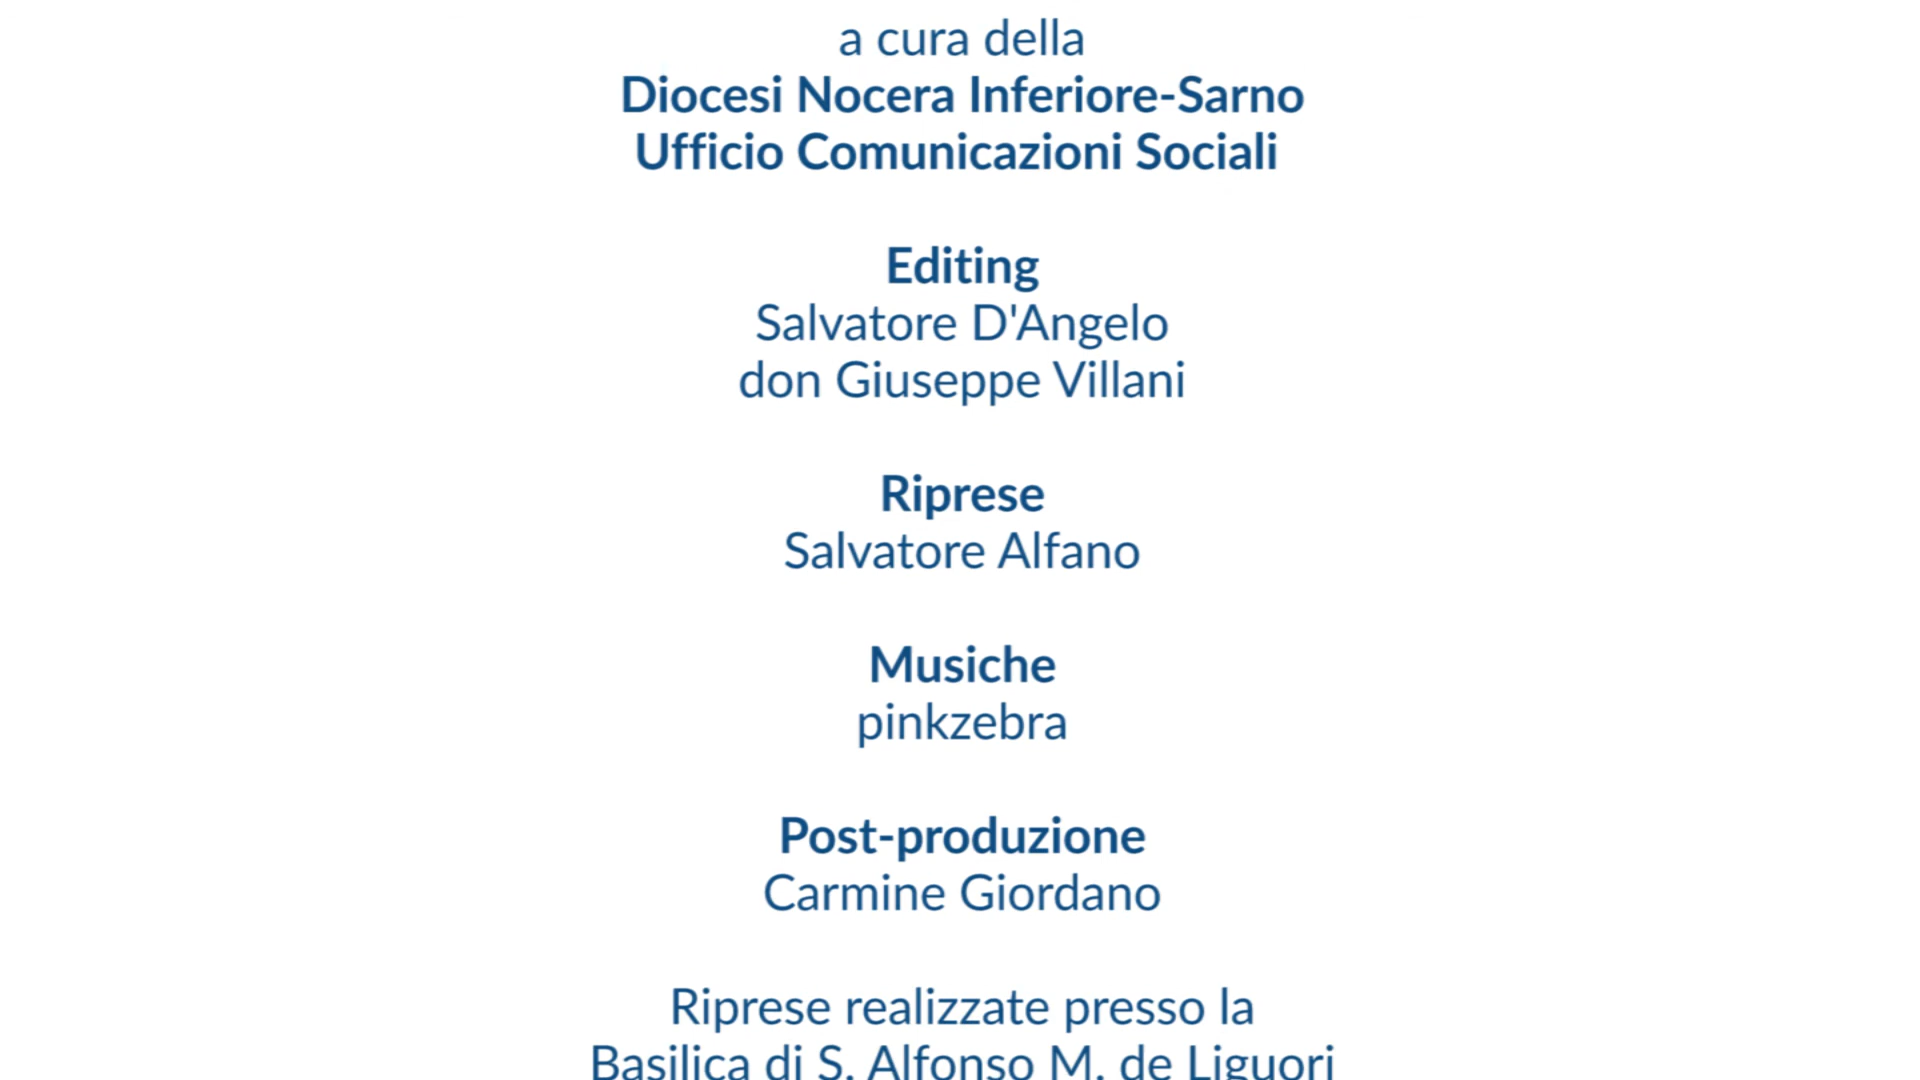 a cura della
Diocesi Nocera Inferiore-Sarno
Ufficio Comunicazioni Sociali
Editing
Salvatore D'Angelo
don Giuseppe Villani
Riprese
Salvatore Alfano
Musiche
pinkzebra
Post-produzione
Carmine Giordano
Riprese realizzate presso la
Basilica di S. Alfonso M. de Liguori